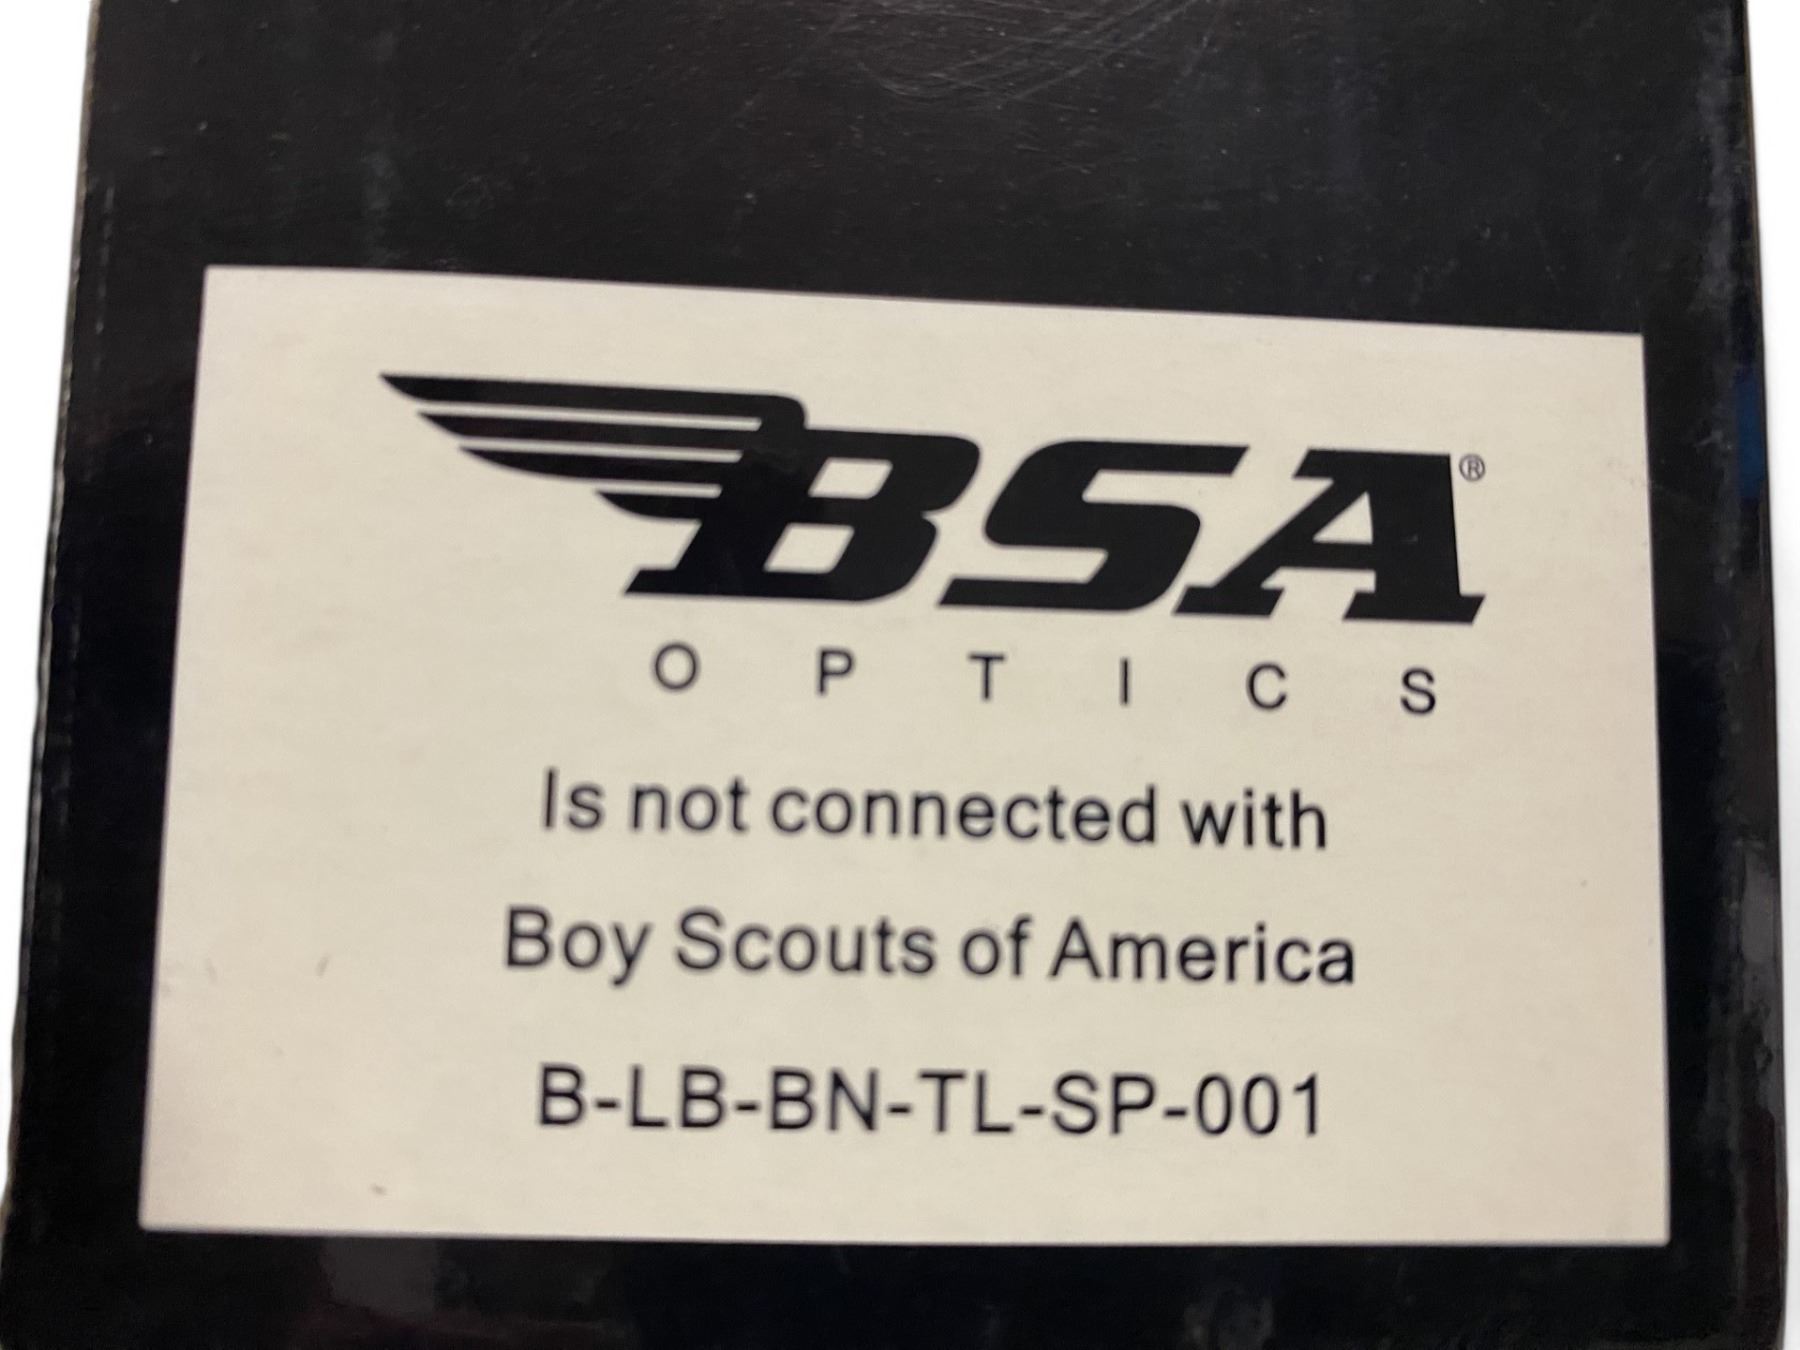 BSA®
OPTICS
Is not connected with
Boy Scouts of America
B-LB-BN-TL-SP-001